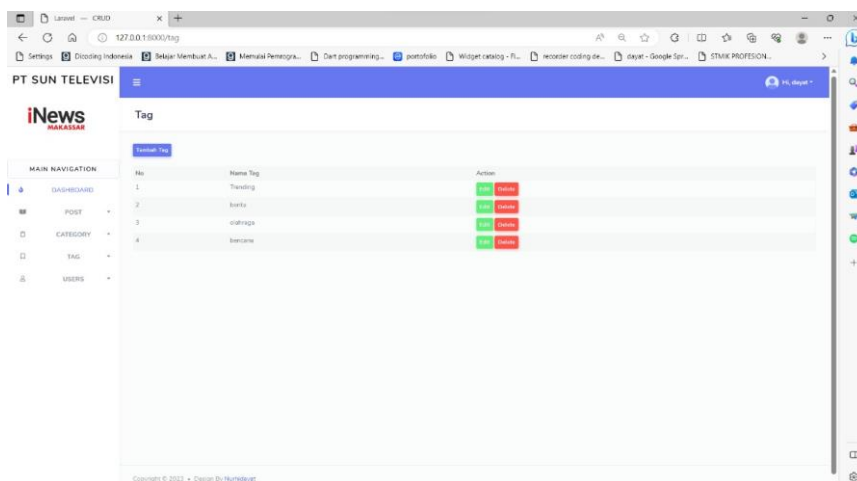 Laravel — CRUD
127.0.0.1:8000/tag
Settings Dicoding Indonesia Belajar Membuat A... Memulai Pemrogra... Dart programming... portofolio Widget catalog - Fl... recorder coding de... dayat - Google Spr... STMIK PROFESION...
PT SUN TELEVISI
Hi, dayat
iNews
MAKASSAR
Tag
Tambah Tag
MAIN NAVIGATION
No Name Tag Action
DASHBOARD
1 Trending Edit Delete
POST
2 Edit Delete
CATEGORY
3 olahraga Edit Delete
TAG
4 bencana Edit Delete
USERS
Copyright © 2022 • Design By Nurhidayat